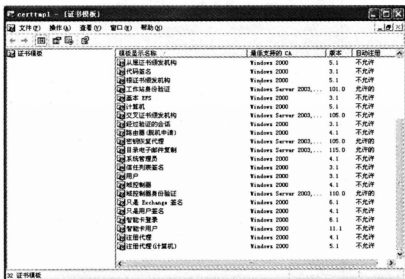 certtmpl - [证书模板]
文件(F) 操作(A) 查看(V) 窗口(W) 帮助(H)
证书模板
模板显示名称 最低支持的 CA 版本 自动注册
从属证书颁发机构 Windows 2000 5.1 不允许
代码签名 Windows 2000 3.1 不允许
根证书颁发机构 Windows 2000 5.1 不允许
工作站身份验证 Windows Server 2003,... 101.0 允许的
基本 EFS Windows 2000 3.1 不允许
计算机 Windows 2000 5.1 不允许
交叉证书颁发机构 Windows Server 2003,... 105.0 不允许
经过验证的会话 Windows 2000 3.1 不允许
路由器(脱机申请) Windows 2000 4.1 不允许
密钥恢复代理 Windows Server 2003,... 105.0 允许的
目录电子邮件复制 Windows Server 2003,... 115.0 允许的
系统管理员 Windows 2000 4.1 不允许
信任列表签名 Windows 2000 3.1 不允许
用户 Windows 2000 3.1 不允许
域控制器 Windows 2000 4.1 不允许
域控制器身份验证 Windows Server 2003,... 110.0 允许的
只是 Exchange 签名 Windows 2000 6.1 不允许
只是用户签名 Windows 2000 4.1 不允许
智能卡登录 Windows 2000 6.1 不允许
智能卡用户 Windows 2000 11.1 不允许
注册代理 Windows 2000 4.1 不允许
注册代理(计算机) Windows 2000 5.1 不允许
32 证书模板